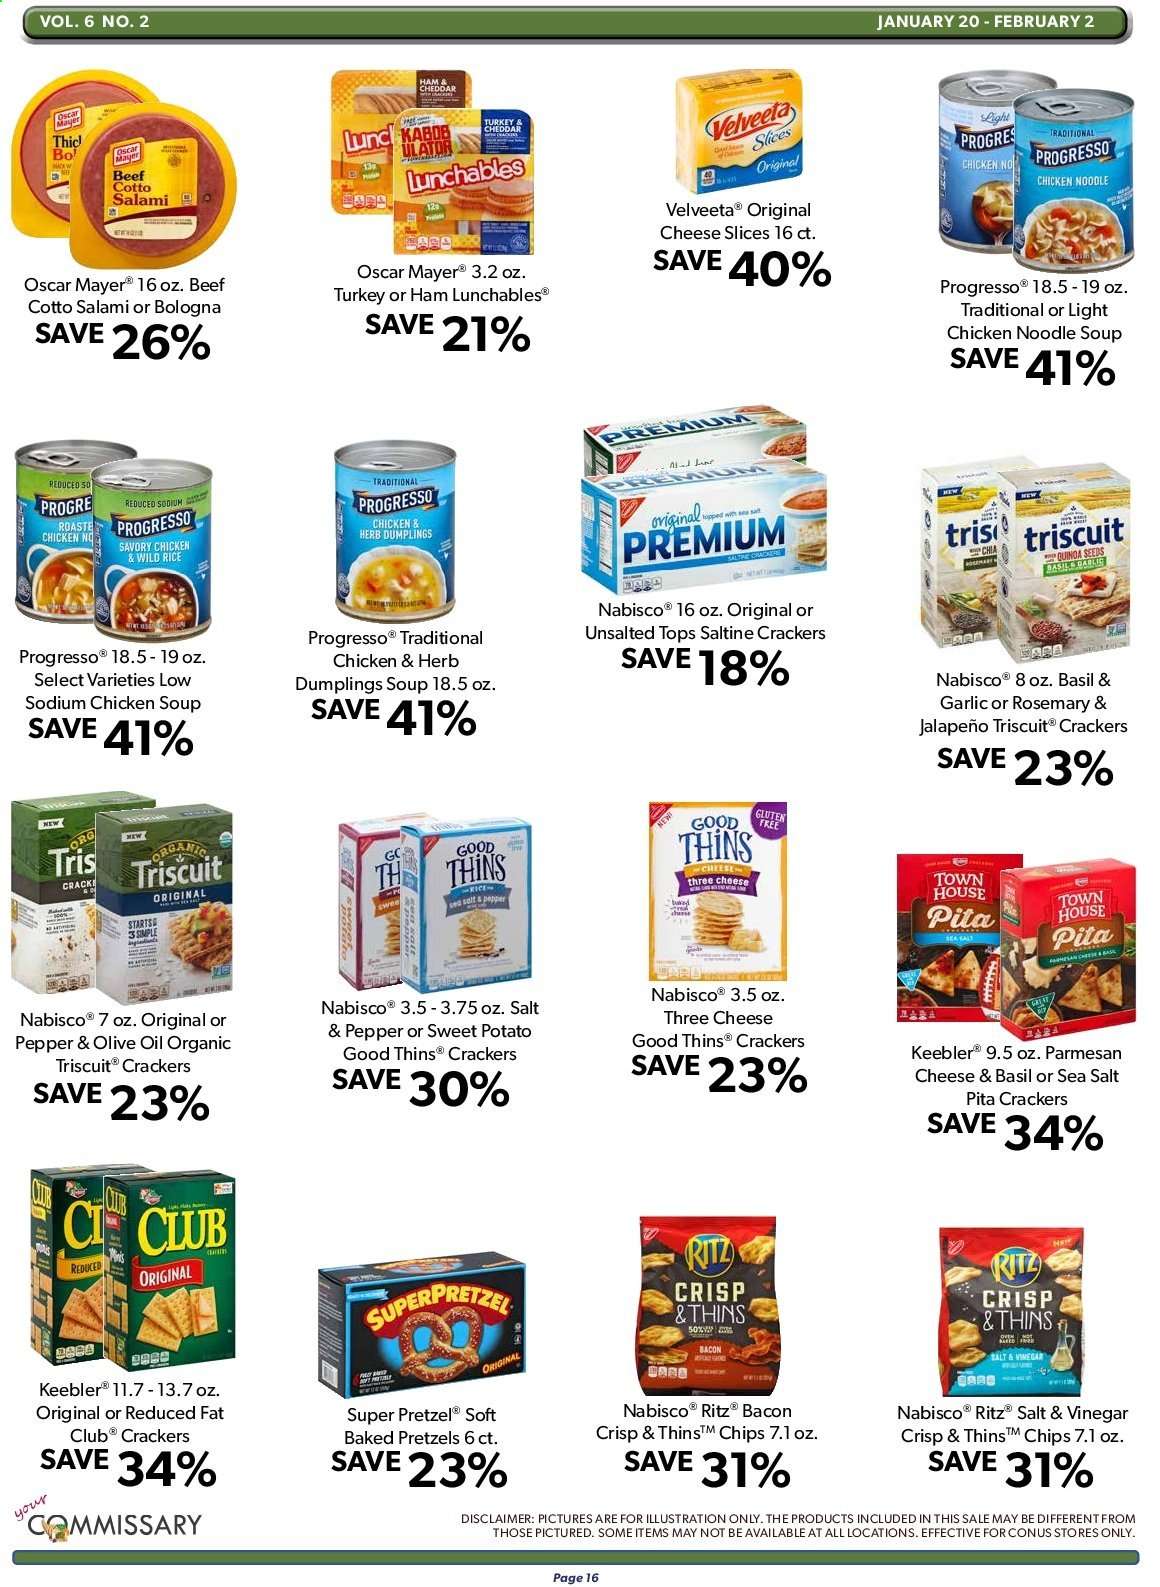 VOL. 6 NO. 2
JANUARY 20 - FEBRUARY 2
Oscar Mayer® 16 oz. Beef
Cotto Salami or Bologna
SAVE 26%
Oscar Mayer® 3.2 oz.
Turkey or Ham Lunchables®
SAVE 21%
Velveeta® Original
Cheese Slices 16 ct.
SAVE 40%
Progresso® 18.5 - 19 oz.
Traditional or Light
Chicken Noodle Soup
SAVE 41%
Progresso® 18.5 - 19 oz.
Select Varieties Low
Sodium Chicken Soup
SAVE 41%
Progresso® Traditional
Chicken & Herb
Dumplings Soup 18.5 oz.
SAVE 41%
Nabisco® 16 oz. Original or
Unsalted Tops Saltine Crackers
SAVE 18%
Nabisco® 8 oz. Basil &
Garlic or Rosemary &
Jalapeño Triscuit® Crackers
SAVE 23%
Nabisco® 7 oz. Original or
Pepper & Olive Oil Organic
Triscuit® Crackers
SAVE 23%
Nabisco® 3.5 - 3.75 oz. Salt
& Pepper or Sweet Potato
Good Thins® Crackers
SAVE 30%
Nabisco® 3.5 oz.
Three Cheese
Good Thins® Crackers
SAVE 23%
Keebler® 9.5 oz. Parmesan
Cheese & Basil or Sea Salt
Pita Crackers
SAVE 34%
Keebler® 11.7 - 13.7 oz.
Original or Reduced Fat
Club® Crackers
SAVE 34%
Super Pretzel® Soft
Baked Pretzels 6 ct.
SAVE 23%
Nabisco® Ritz® Bacon
Crisp & Thins™ Chips 7.1 oz.
SAVE 31%
Nabisco® Ritz® Salt & Vinegar
Crisp & Thins™ Chips 7.1 oz.
SAVE 31%
your
COMMISSARY
DISCLAIMER: PICTURES ARE FOR ILLUSTRATION ONLY. THE PRODUCTS INCLUDED IN THIS SALE MAY BE DIFFERENT FROM
THOSE PICTURED. SOME ITEMS MAY NOT BE AVAILABLE AT ALL LOCATIONS. EFFECTIVE FOR CONUS STORES ONLY.
Page 16